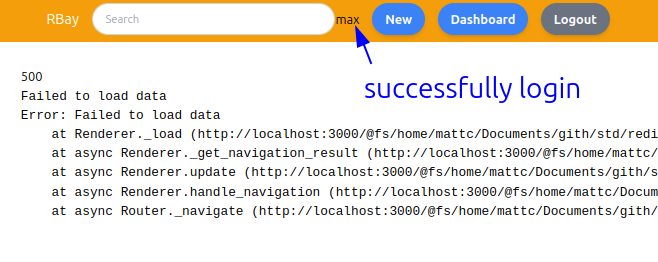 RBay Search max New Dashboard Logout
successfully login
500
Failed to load data
Error: Failed to load data
at Renderer._load (http://localhost:3000/@fs/home/mattc/Documents/gith/std/redi
at async Renderer._get_navigation_result (http://localhost:3000/@fs/home/mattc/
at async Renderer.update (http://localhost:3000/@fs/home/mattc/Documents/gith/s
at async Renderer.handle_navigation (http://localhost:3000/@fs/home/mattc/Docum
at async Router._navigate (http://localhost:3000/@fs/home/mattc/Documents/gith/